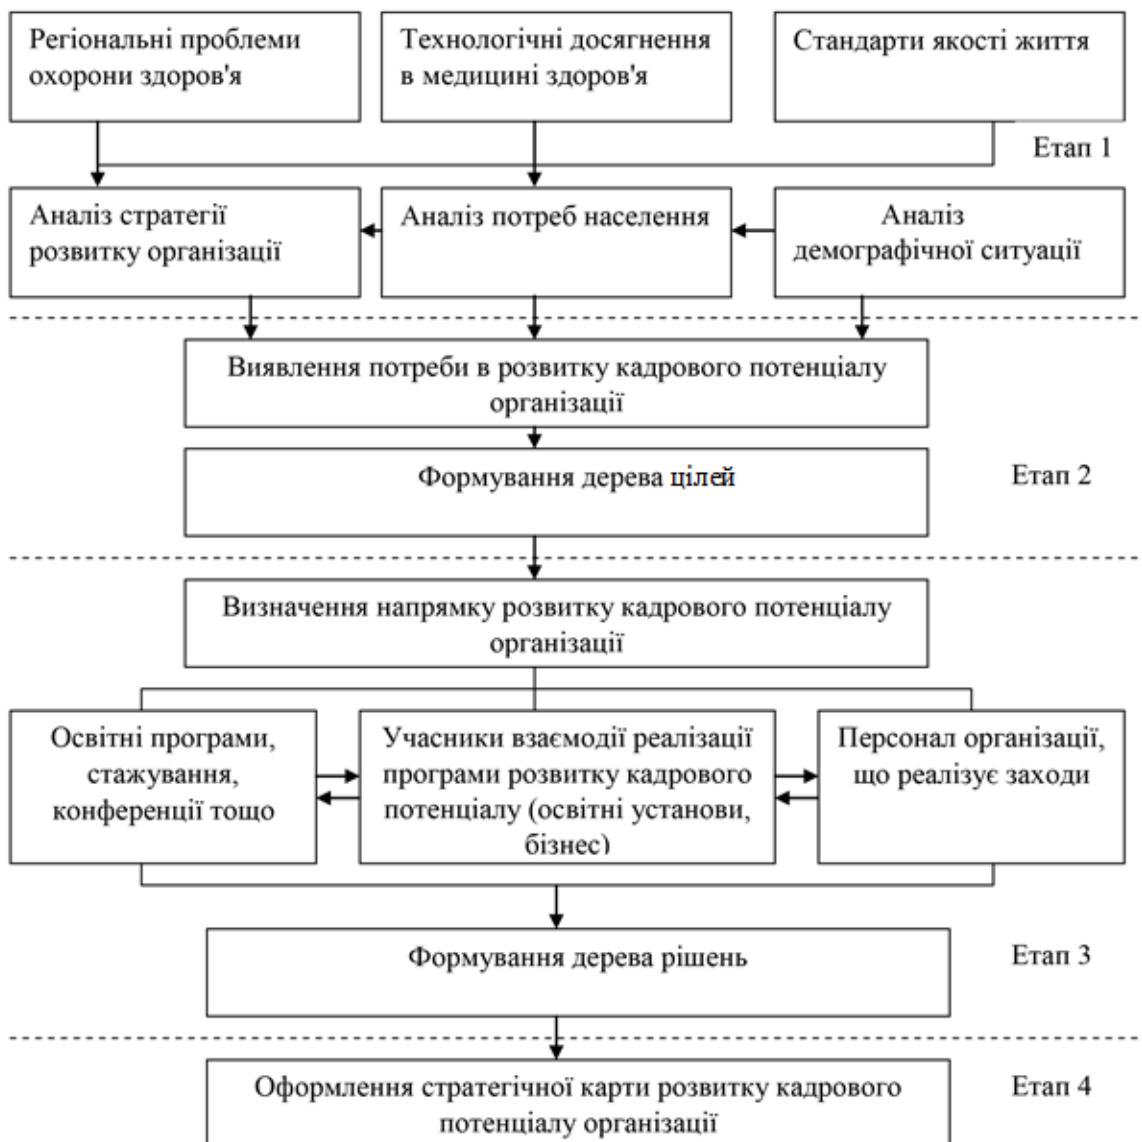 Регіональні проблеми
охорони здоров'я
Технологічні досягнення
в медицині здоров'я
Стандарти якості життя
Етап 1
Аналіз стратегії
розвитку організації
Аналіз потреб населення
Аналіз
демографічної ситуації
Виявлення потреби в розвитку кадрового потенціалу
організації
Формування дерева цілей
Етап 2
Визначення напрямку розвитку кадрового потенціалу
організації
Освітні програми,
стажування,
конференції тощо
Учасники взаємодії реалізації
програми розвитку кадрового
потенціалу (освітні установи,
бізнес)
Персонал організації,
що реалізує заходи
Формування дерева рішень
Етап 3
Оформлення стратегічної карти розвитку кадрового
потенціалу організації
Етап 4